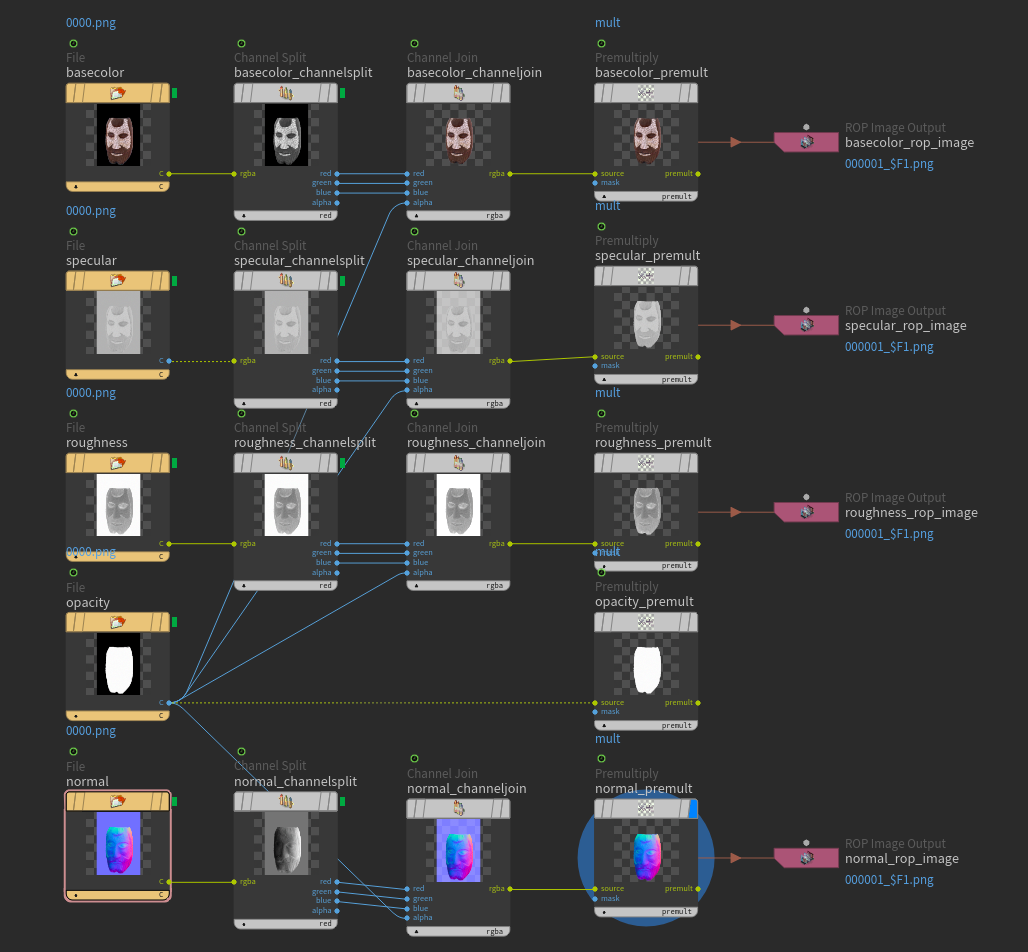 0000.png
mult
File
Channel Split
Channel Join
Premultiply
basecolor
basecolor_channelsplit
basecolor_channeljoin
basecolor_premult
ROP Image Output
basecolor_rop_image
000001_$F1.png
C
rgba
red
green
blue
alpha
red
green
blue
alpha
rgba
source
mask
premult
C
red
rgba
premult
0000.png
mult
File
Channel Split
Channel Join
Premultiply
specular
specular_channelsplit
specular_channeljoin
specular_premult
ROP Image Output
specular_rop_image
000001_$F1.png
C
rgba
red
green
blue
alpha
red
green
blue
alpha
rgba
source
mask
premult
C
red
rgba
premult
0000.png
mult
File
Channel Split
Channel Join
Premultiply
roughness
roughness_channelsplit
roughness_channeljoin
roughness_premult
ROP Image Output
roughness_rop_image
000001_$F1.png
C
rgba
red
green
blue
alpha
red
green
blue
alpha
rgba
source
mask
premult
C
red
rgba
premult
0000.png
mult
File
Premultiply
opacity
opacity_premult
C
source
mask
premult
C
premult
0000.png
mult
File
Channel Split
Channel Join
Premultiply
normal
normal_channelsplit
normal_channeljoin
normal_premult
ROP Image Output
normal_rop_image
000001_$F1.png
C
rgba
red
green
blue
alpha
red
green
blue
alpha
rgba
source
mask
premult
C
red
rgba
premult